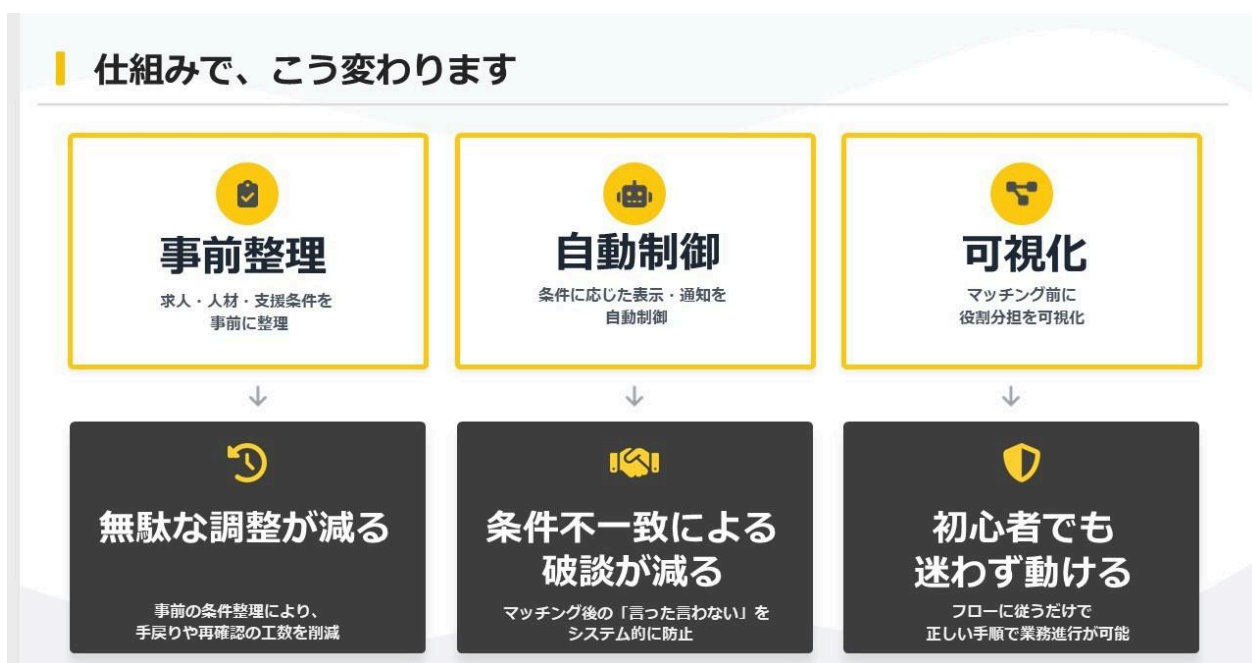 仕組みで、こう変わります
事前整理
求人・人材・支援条件を
事前に整理
自動制御
条件に応じた表示・通知を
自動制御
可視化
マッチング前に
役割分担を可視化
↓
↓
↓
無駄な調整が減る
事前の条件整理により、
手戻りや再確認の工数を削減
条件不一致による
破談が減る
マッチング後の「言った言わない」を
システム的に防止
初心者でも
迷わず動ける
フローに従うだけで
正しい手順で業務進行が可能